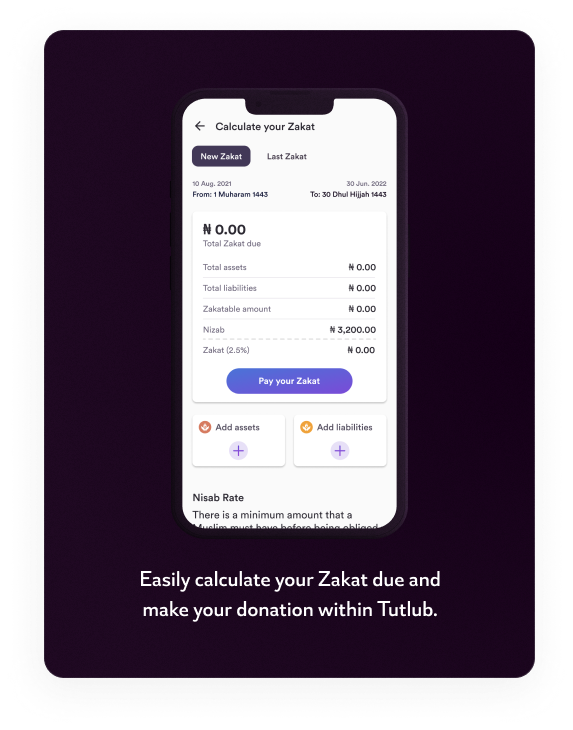 Calculate your Zakat
New Zakat
Last Zakat
10 Aug. 2021
30 Jun. 2022
From: 1 Muharam 1443
To: 30 Dhul Hijjah 1443
₦ 0.00
Total Zakat due
Total assets
₦ 0.00
Total liabilities
₦ 0.00
Zakatable amount
₦ 0.00
Nizab
₦ 3,200.00
Zakat (2.5%)
₦ 0.00
Pay your Zakat
Add assets
Add liabilities
Nisab Rate
There is a minimum amount that a
Muslim must have before being obliged
Easily calculate your Zakat due and
make your donation within Tutlub.